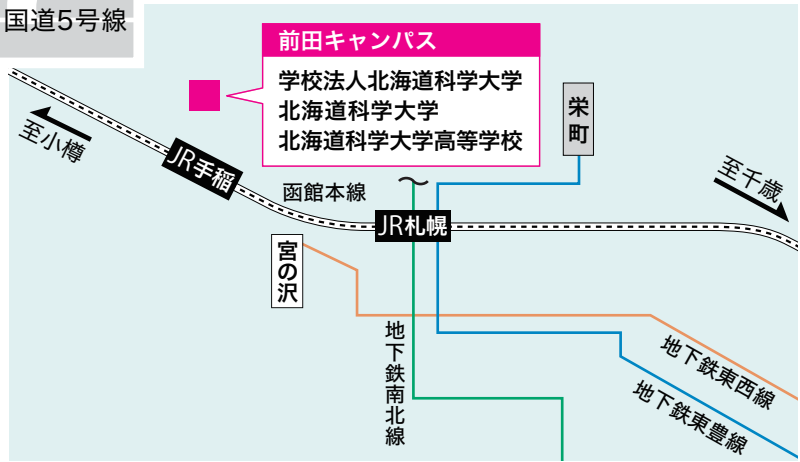 国道5号線
前田キャンパス
学校法人北海道科学大学
北海道科学大学
北海道科学大学高等学校
栄町
至小樽
JR手稲
函館本線
至千歳
JR札幌
宮の沢
地下鉄南北線
地下鉄東西線
地下鉄東豊線